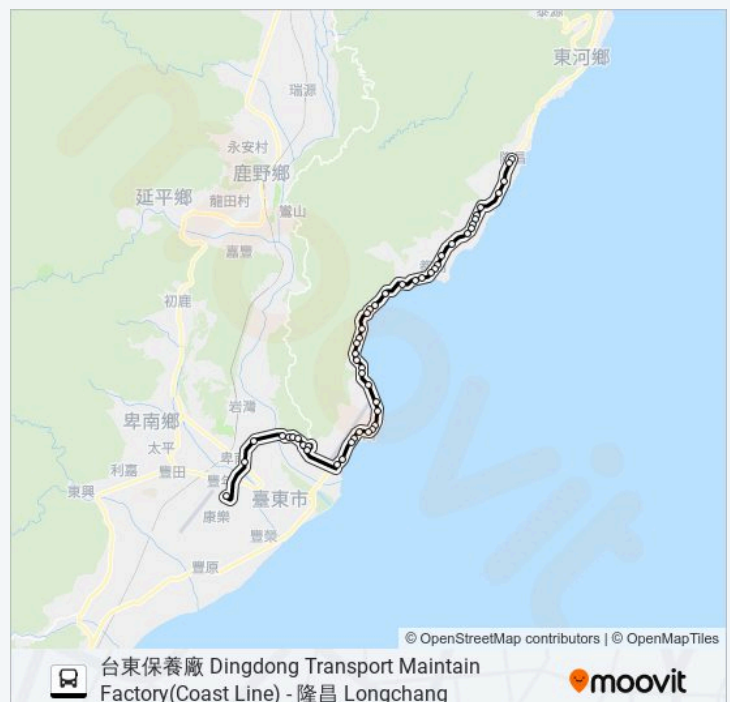 東河鄉
瑞源
永安村
鹿野鄉
延平鄉
龍田村
鸞山
嘉豐
初鹿
岩灣
卑南鄉
太平
利嘉
豐田
東興
臺東市
康樂
豐榮
豐原
© OpenStreetMap contributors | © OpenMapTiles
台東保養廠 Dingdong Transport Maintain
Factory(Coast Line) - 隆昌 Longchang
moovit